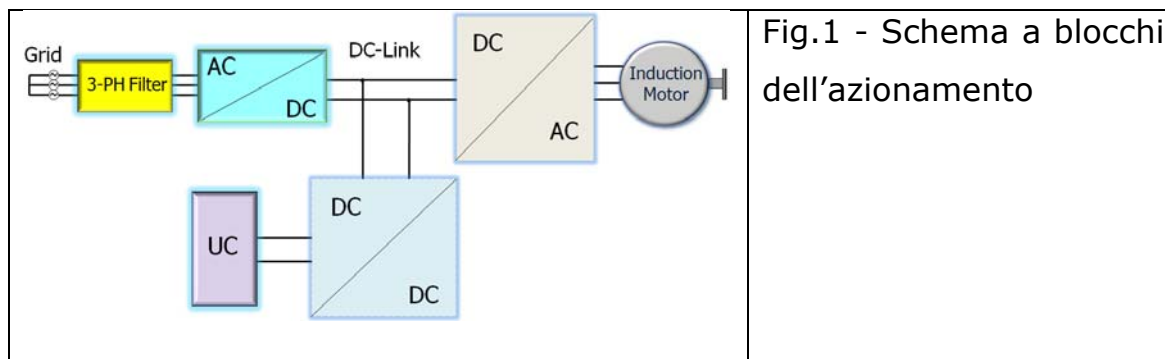 Grid
3-PH Filter
AC
DC
DC-Link
DC
AC
Induction
Motor
UC
DC
DC
Fig.1 - Schema a blocchi
dell’azionamento